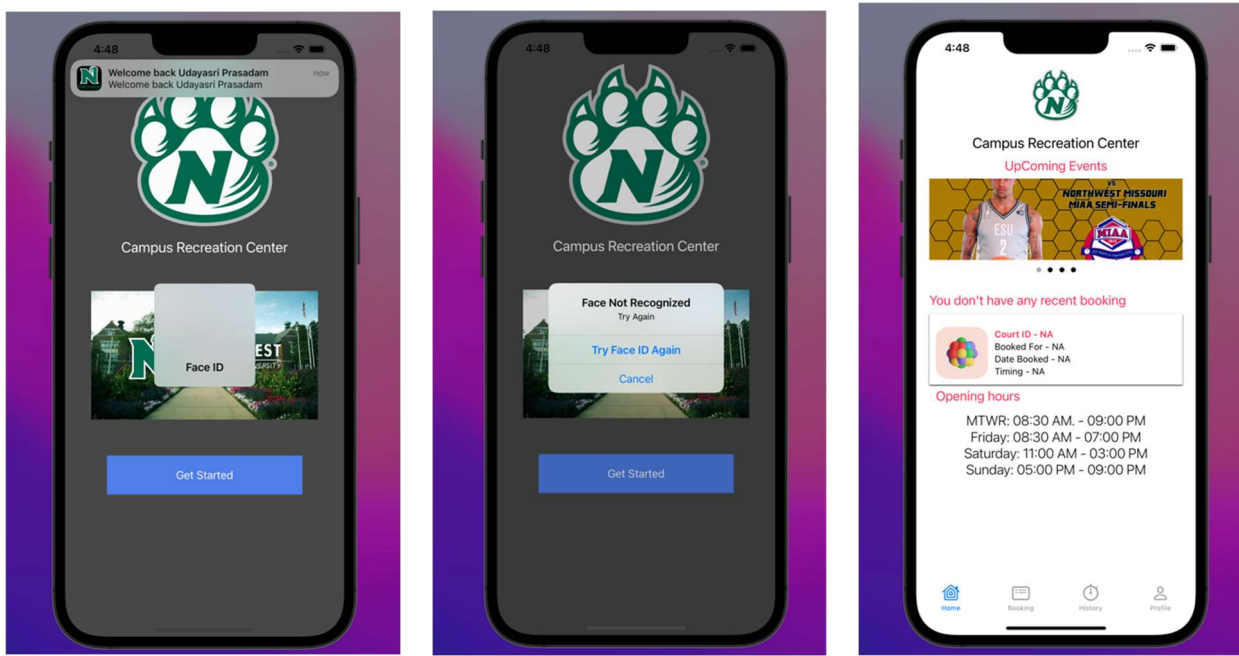 4:48
Welcome back Udayasri Prasadam
now
Welcome back Udayasri Prasadam
N
Campus Recreation Center
N
EST
Face ID
Get Started
4:48
N
Campus Recreation Center
Face Not Recognized
Try Again
Try Face ID Again
Cancel
Get Started
4:48
N
Campus Recreation Center
UpComing Events
VS.
NORTHWEST MISSOURI
MIAA SEMI-FINALS
ESU
2
MIAA
You don't have any recent booking
Court ID - NA
Booked For - NA
Date Booked - NA
Timing - NA
Opening hours
MTWR: 08:30 AM. - 09:00 PM
Friday: 08:30 AM - 07:00 PM
Saturday: 11:00 AM - 03:00 PM
Sunday: 05:00 PM - 09:00 PM
Home
Booking
History
Profile